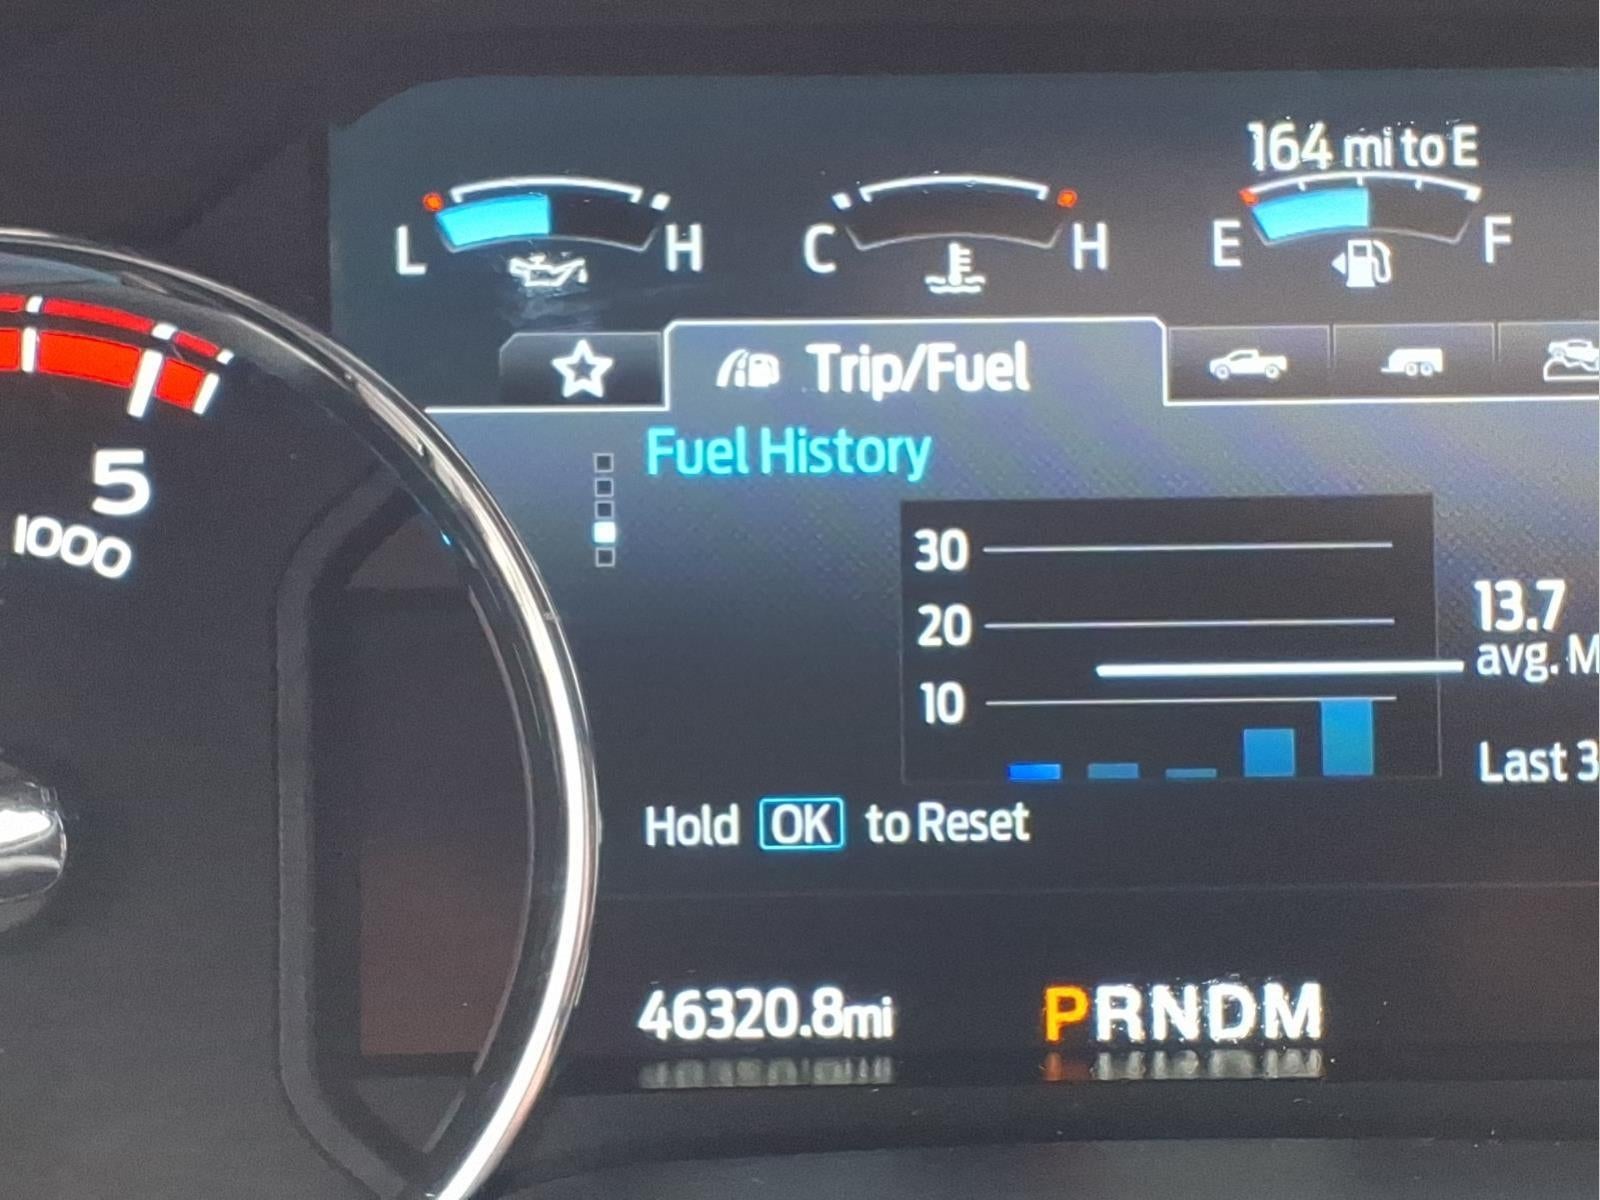 164 mi to E
L H
C H
E F
Trip/Fuel
Fuel History
5
1000
30
20
10
13.7
avg. M
Last 3
Hold OK to Reset
46320.8mi
PRNDM